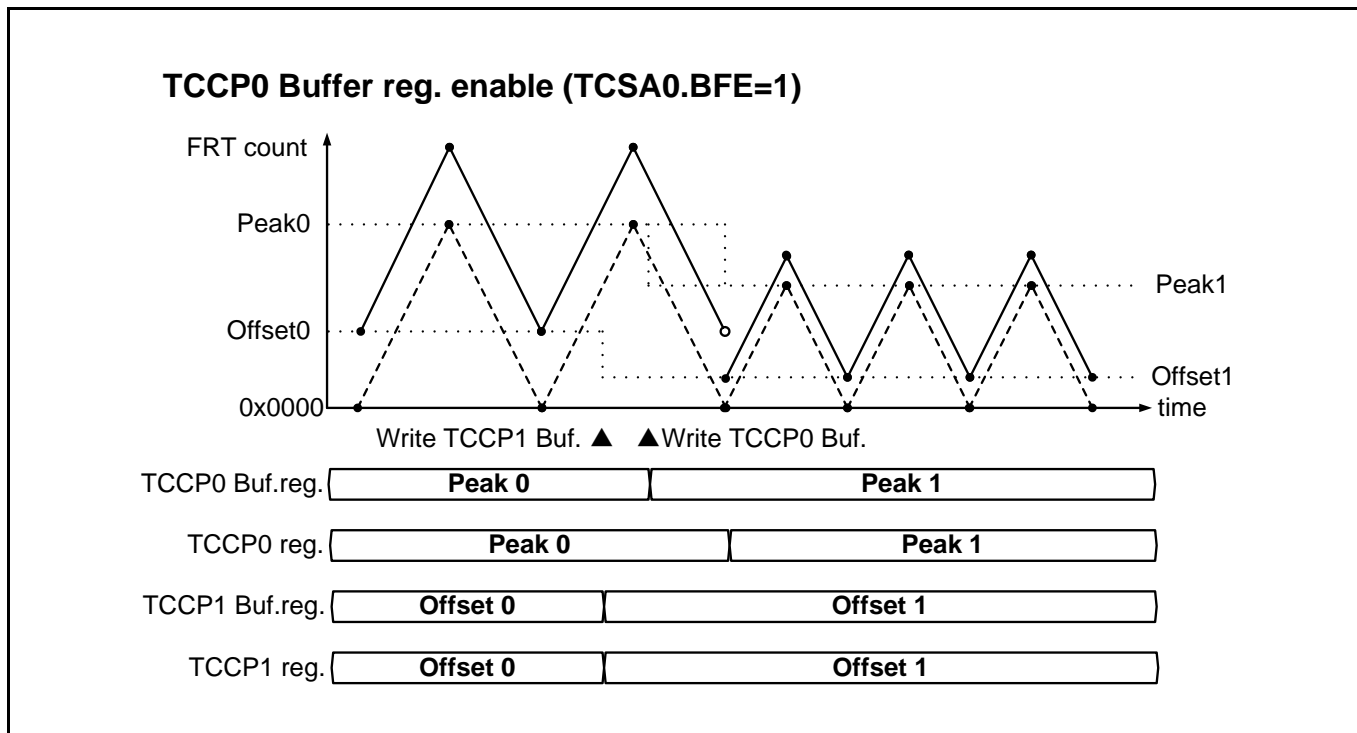 TCCP0 Buffer reg. enable (TCSA0.BFE=1)
FRT count
Peak0
Peak1
Offset0
Offset1
0x0000
time
Write TCCP1 Buf. ▲ ▲Write TCCP0 Buf.
TCCP0 Buf.reg. Peak 0 Peak 1
TCCP0 reg. Peak 0 Peak 1
TCCP1 Buf.reg. Offset 0 Offset 1
TCCP1 reg. Offset 0 Offset 1